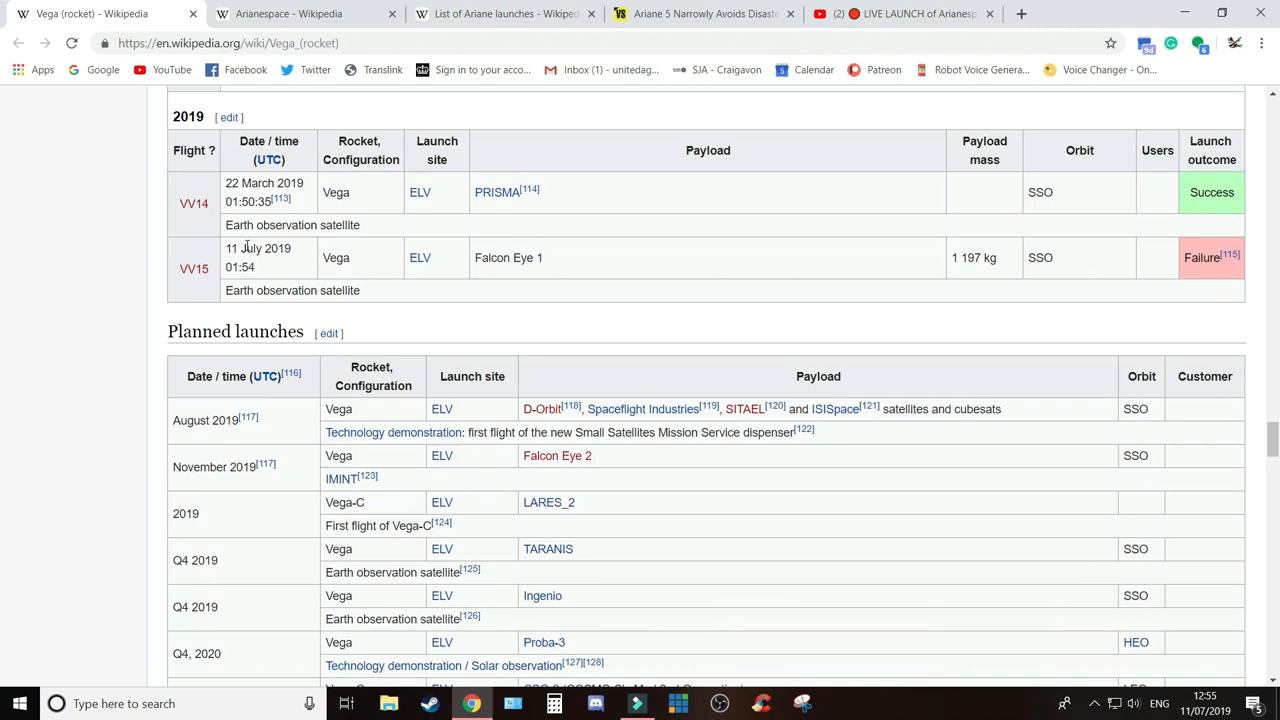 Vega (rocket) - Wikipedia
Arianespace - Wikipedia
List of Ariane launches - Wikiped
Ariane 5 Narrowly Avoids Disaste
(2) 🔴 LIVE LAUNCH of Arianesp
https://en.wikipedia.org/wiki/Vega_(rocket)
9d
6
Apps
Google
YouTube
Facebook
Twitter
Translink
Sign in to your acco...
Inbox (1) - unitedag...
SJA - Craigavon
Calendar
Patreon
Robot Voice Genera...
Voice Changer - On...
2019 [ edit ]
Flight ?
Date / time (UTC)
Rocket, Configuration
Launch site
Payload
Payload mass
Orbit
Users
Launch outcome
VV14
22 March 2019
01:50:35[113]
Vega
ELV
PRISMA[114]
SSO
Success
Earth observation satellite
VV15
11 July 2019
01:54
Vega
ELV
Falcon Eye 1
1 197 kg
SSO
Failure[115]
Earth observation satellite
Planned launches [ edit ]
Date / time (UTC)[116]
Rocket, Configuration
Launch site
Payload
Orbit
Customer
August 2019[117]
Vega
ELV
D-Orbit[118], Spaceflight Industries[119], SITAEL[120] and ISISpace[121] satellites and cubesats
SSO
Technology demonstration: first flight of the new Small Satellites Mission Service dispenser[122]
November 2019[117]
Vega
ELV
Falcon Eye 2
SSO
IMINT[123]
2019
Vega-C
ELV
LARES_2
First flight of Vega-C[124]
Q4 2019
Vega
ELV
TARANIS
SSO
Earth observation satellite[125]
Q4 2019
Vega
ELV
Ingenio
SSO
Earth observation satellite[126]
Q4, 2020
Vega
ELV
Proba-3
HEO
Technology demonstration / Solar observation[127][128]
Type here to search
ENG
12:55
11/07/2019
5